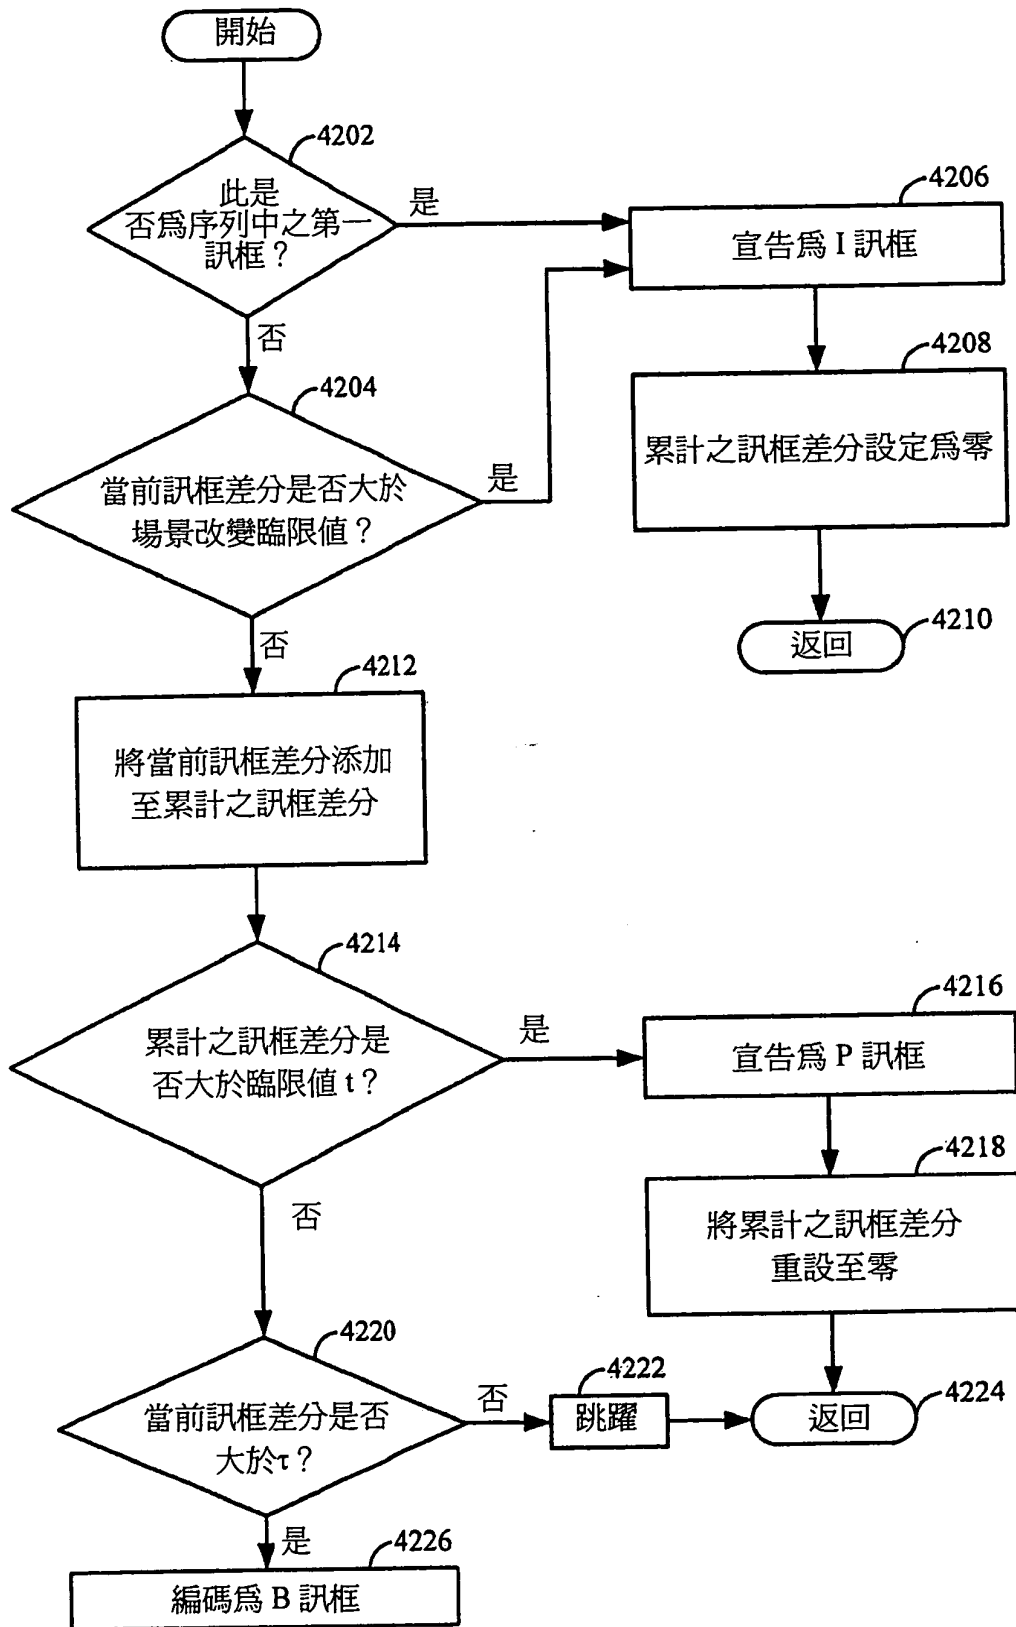 開始
4202
此是
否爲序列中之第一
訊框？
是
4206
宣告爲 I 訊框
否
4204
當前訊框差分是否大於
場景改變臨限值？
是
4208
累計之訊框差分設定爲零
4210
返回
否
4212
將當前訊框差分添加
至累計之訊框差分
4214
累計之訊框差分是
否大於臨限值 t？
是
4216
宣告爲 P 訊框
4218
將累計之訊框差分
重設至零
否
4220
當前訊框差分是否
大於τ？
否
4222
跳躍
4224
返回
是
4226
編碼爲 B 訊框